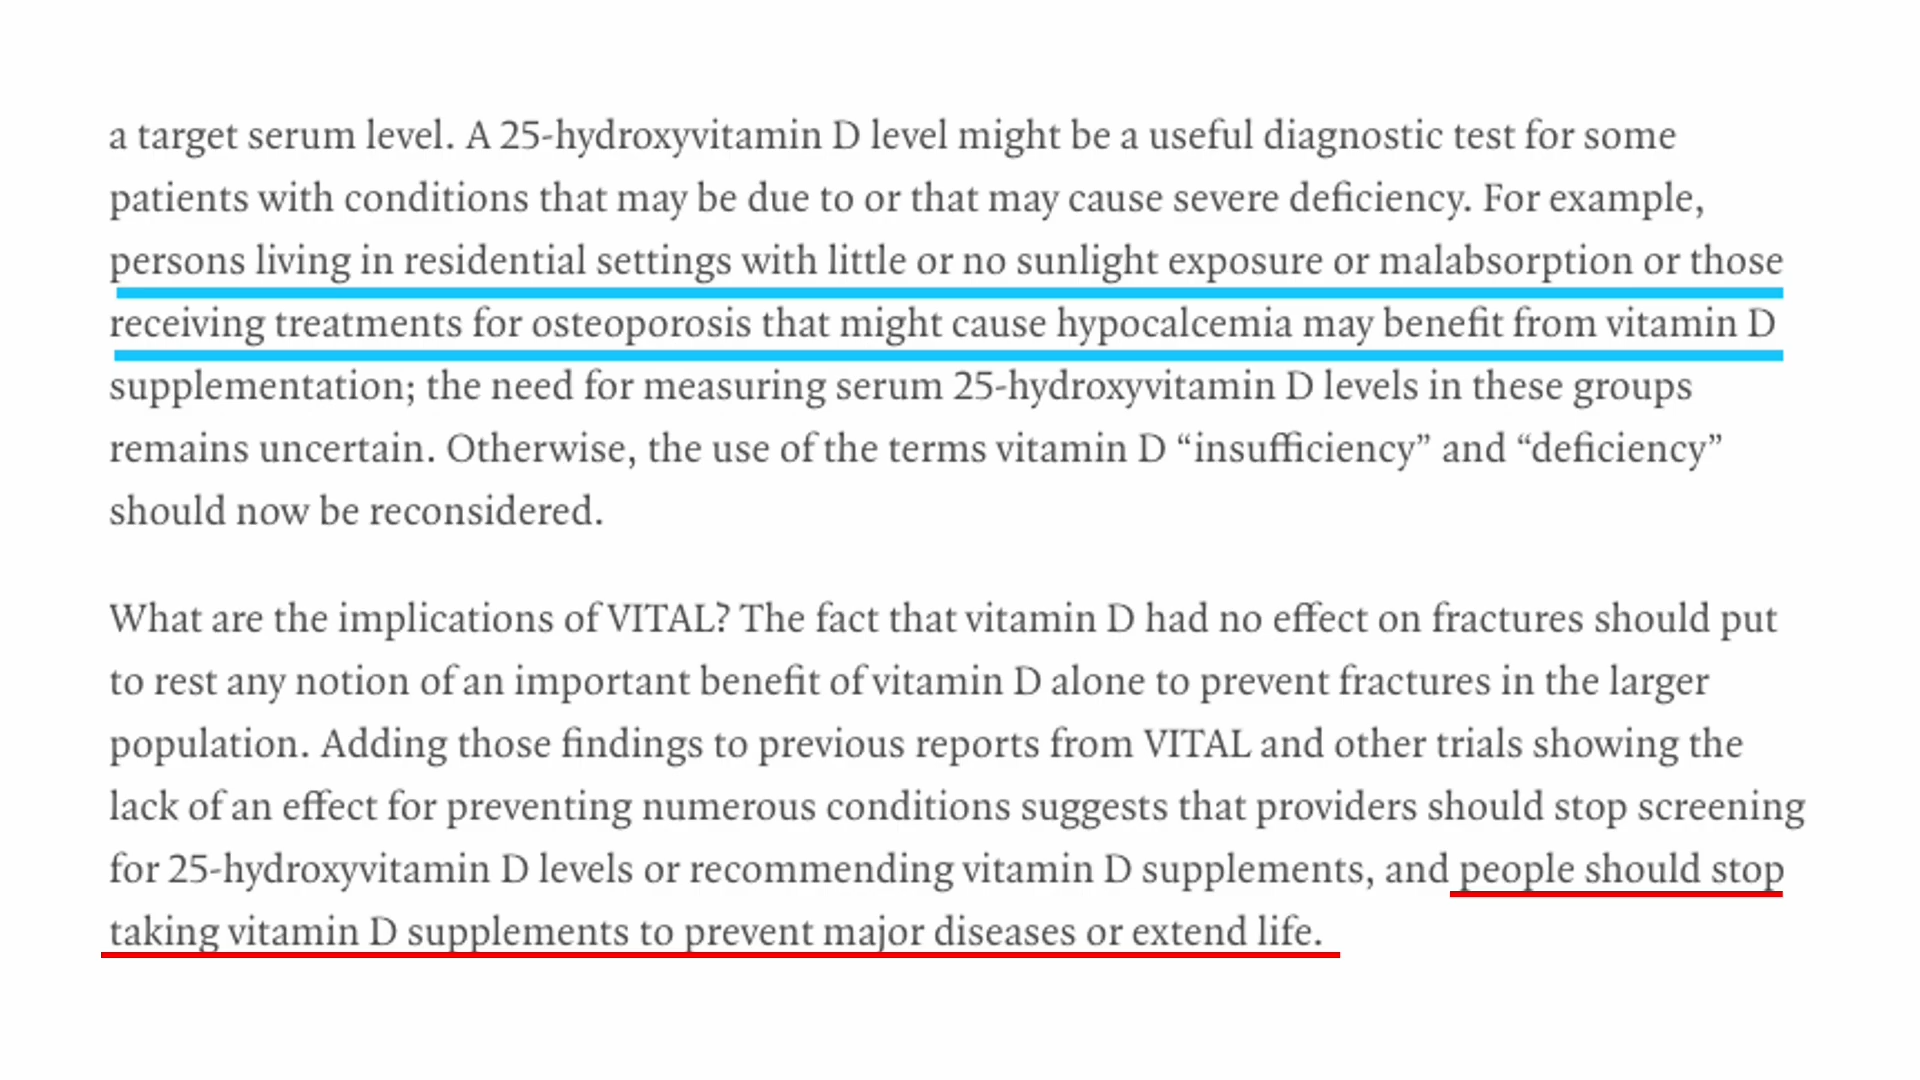 a target serum level. A 25-hydroxyvitamin D level might be a useful diagnostic test for some
patients with conditions that may be due to or that may cause severe deficiency. For example,
persons living in residential settings with little or no sunlight exposure or malabsorption or those
receiving treatments for osteoporosis that might cause hypocalcemia may benefit from vitamin D
supplementation; the need for measuring serum 25-hydroxyvitamin D levels in these groups
remains uncertain. Otherwise, the use of the terms vitamin D “insufficiency” and “deficiency”
should now be reconsidered.
What are the implications of VITAL? The fact that vitamin D had no effect on fractures should put
to rest any notion of an important benefit of vitamin D alone to prevent fractures in the larger
population. Adding those findings to previous reports from VITAL and other trials showing the
lack of an effect for preventing numerous conditions suggests that providers should stop screening
for 25-hydroxyvitamin D levels or recommending vitamin D supplements, and people should stop
taking vitamin D supplements to prevent major diseases or extend life.